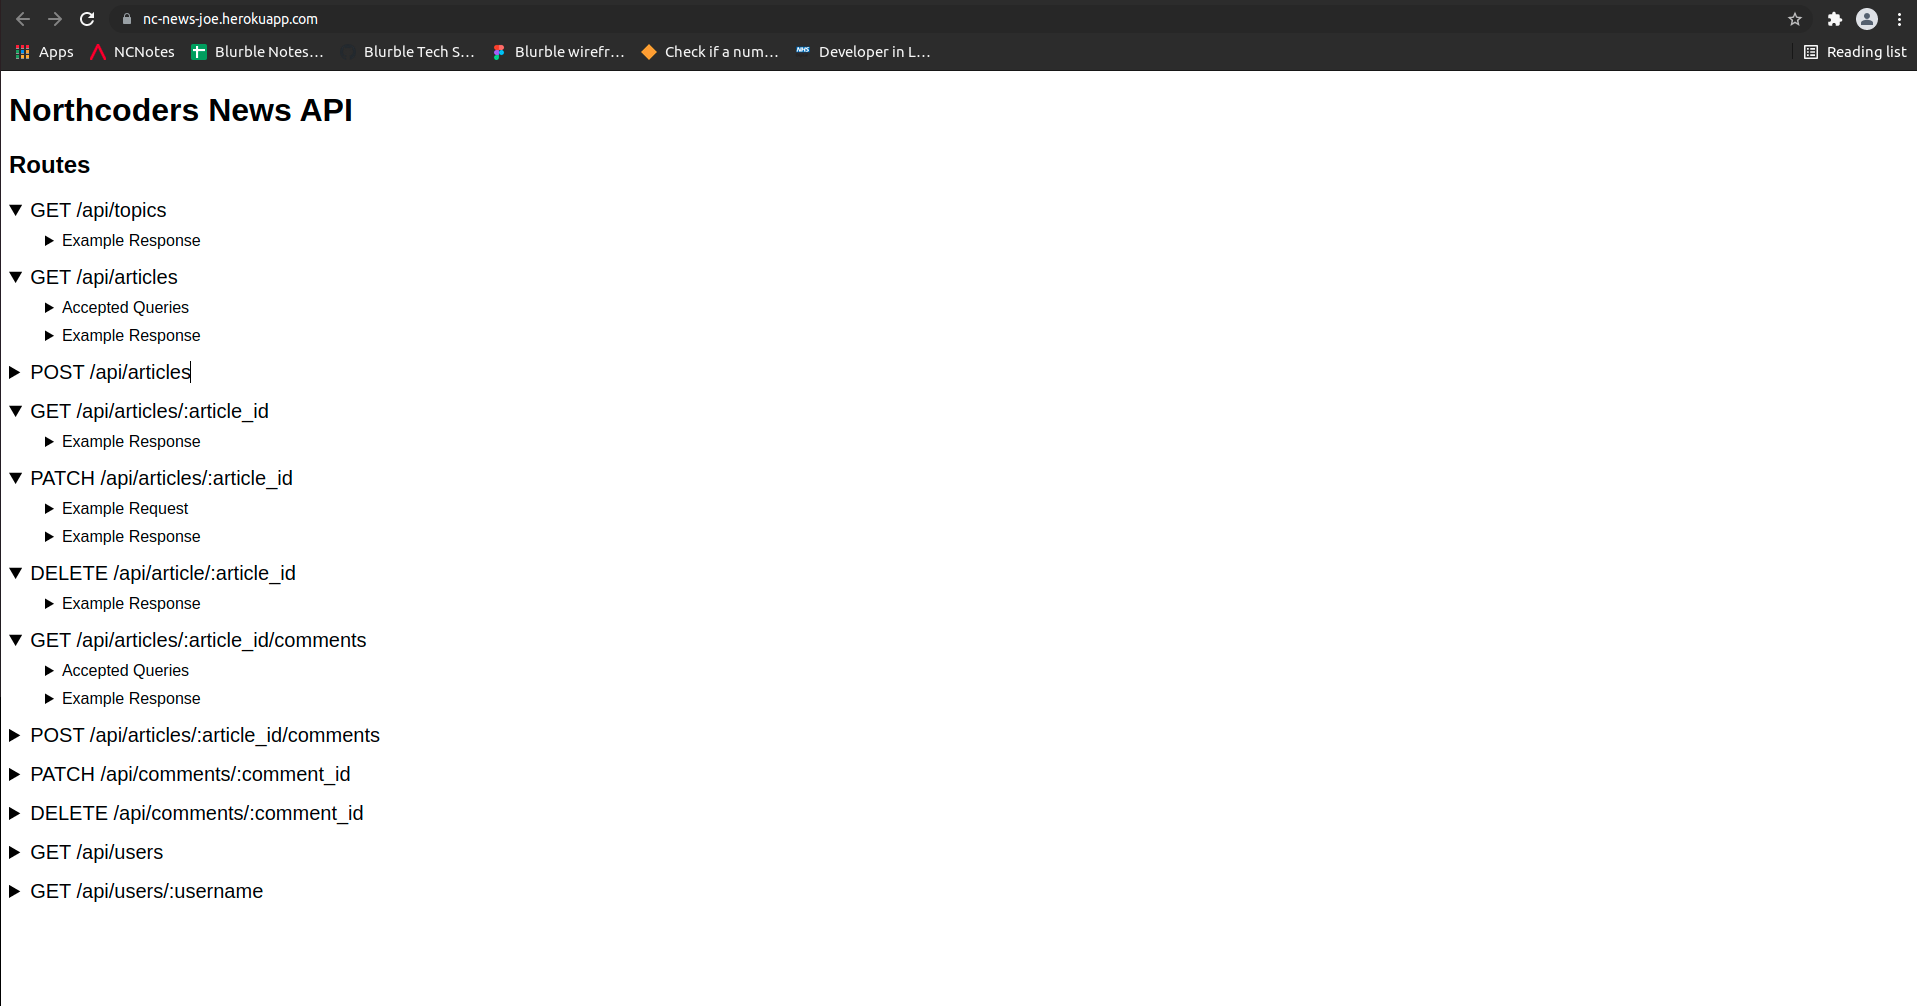 nc-news-joe.herokuapp.com
Apps NCNotes Blurble Notes... Blurble Tech S... Blurble wirefr... Check if a num... NHS Developer in L... Reading list
Northcoders News API
Routes
GET /api/topics
Example Response
GET /api/articles
Accepted Queries
Example Response
POST /api/articles
GET /api/articles/:article_id
Example Response
PATCH /api/articles/:article_id
Example Request
Example Response
DELETE /api/article/:article_id
Example Response
GET /api/articles/:article_id/comments
Accepted Queries
Example Response
POST /api/articles/:article_id/comments
PATCH /api/comments/:comment_id
DELETE /api/comments/:comment_id
GET /api/users
GET /api/users/:username